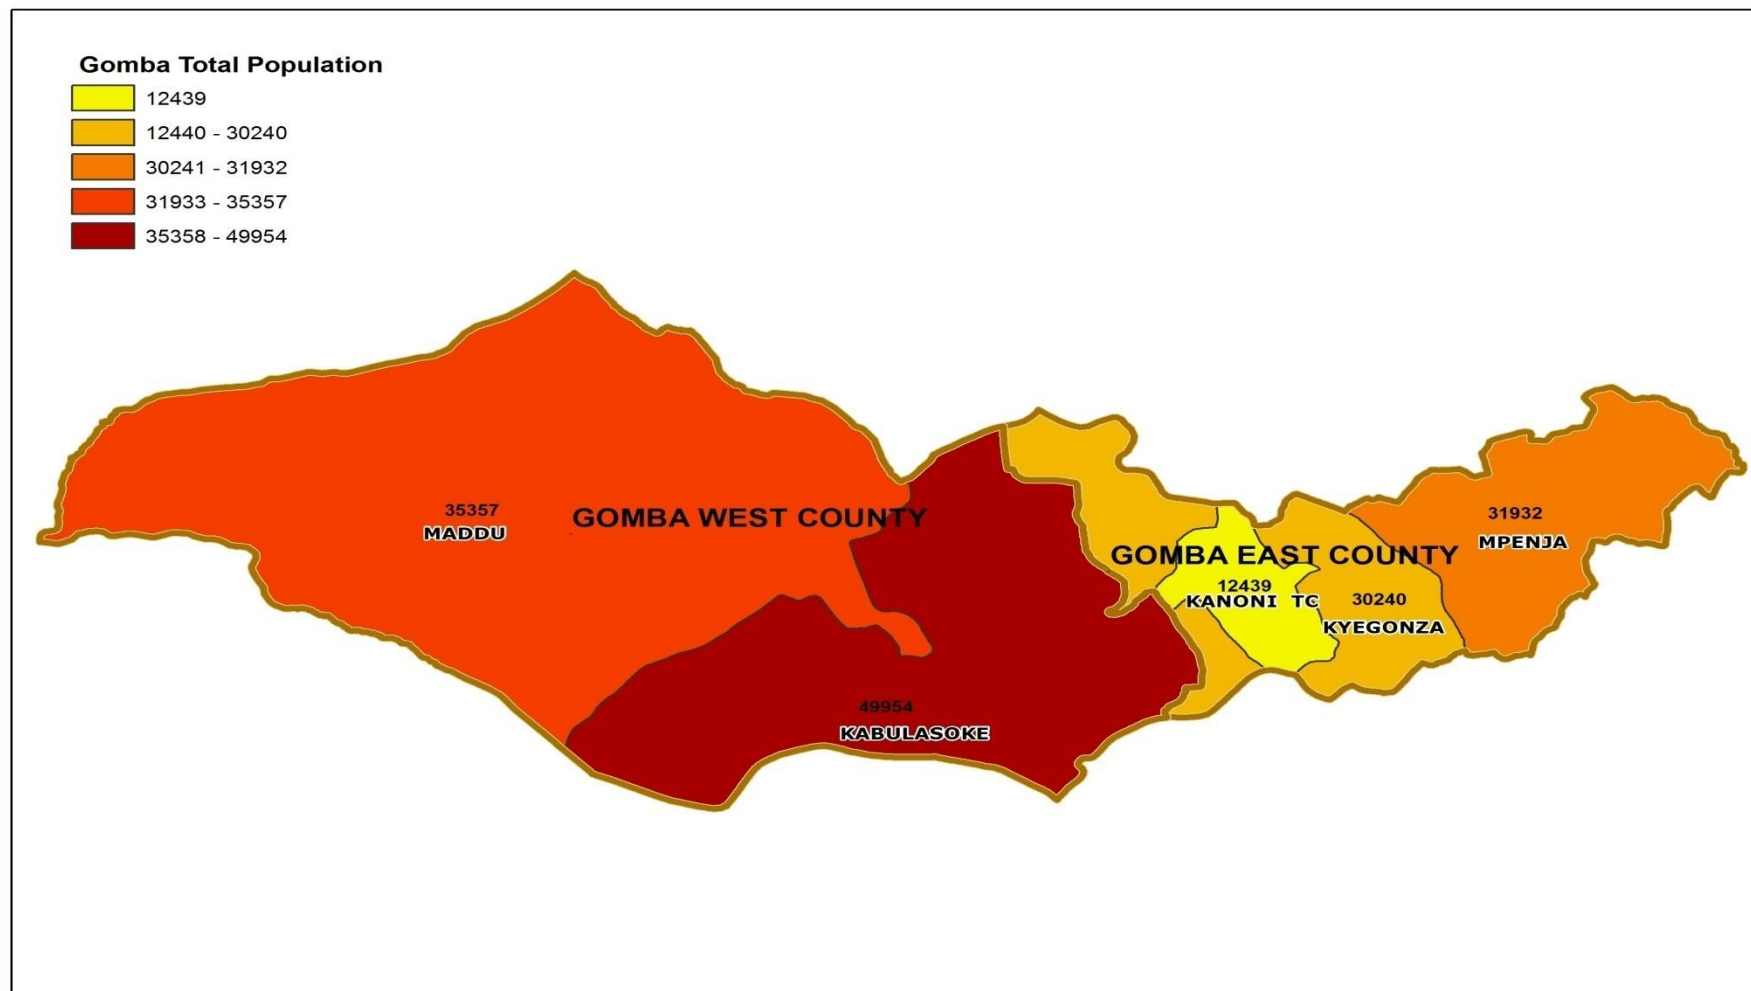 Gomba Total Population
12439
12440 - 30240
30241 - 31932
31933 - 35357
35358 - 49954
35357
MADDU
GOMBA WEST COUNTY
49954
KABULASOKE
GOMBA EAST COUNTY
12439
KANONI TC
30240
KYEGONZA
31932
MPENJA